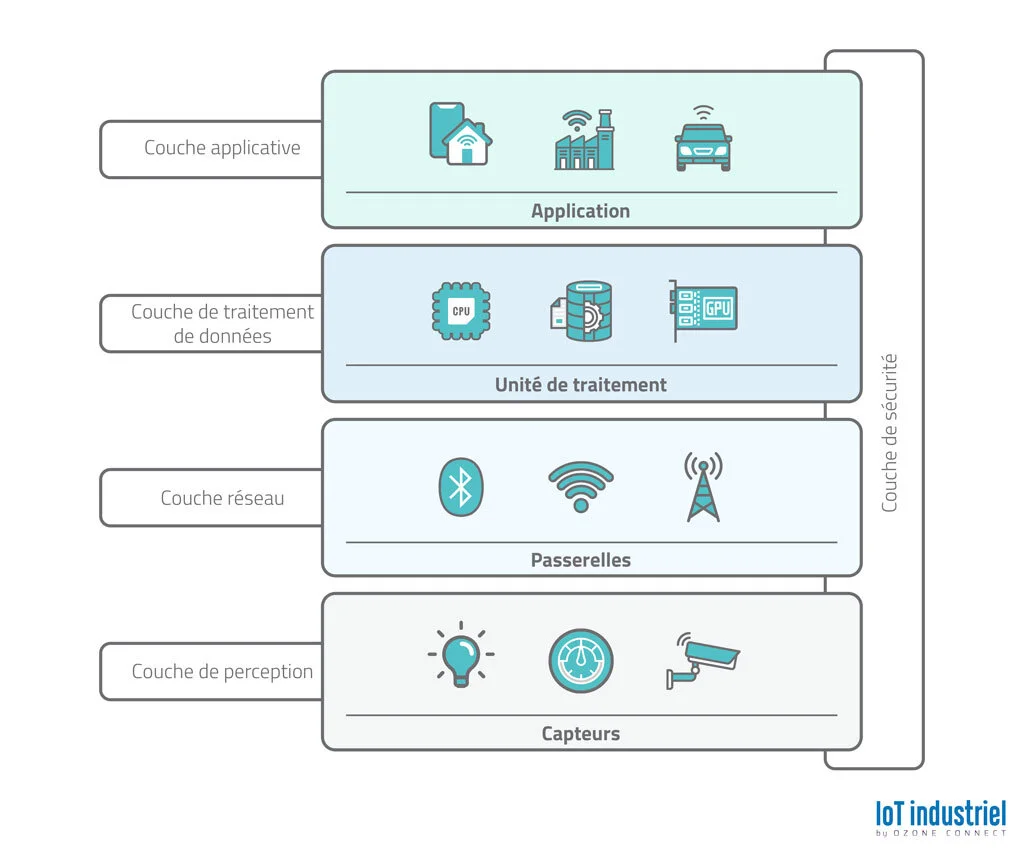 Couche applicative
Application
Couche de traitement
de données
CPU
GPU
Unité de traitement
Couche réseau
Passerelles
Couche de perception
Capteurs
Couche de sécurité
IoT industriel
by OZONE CONNECT